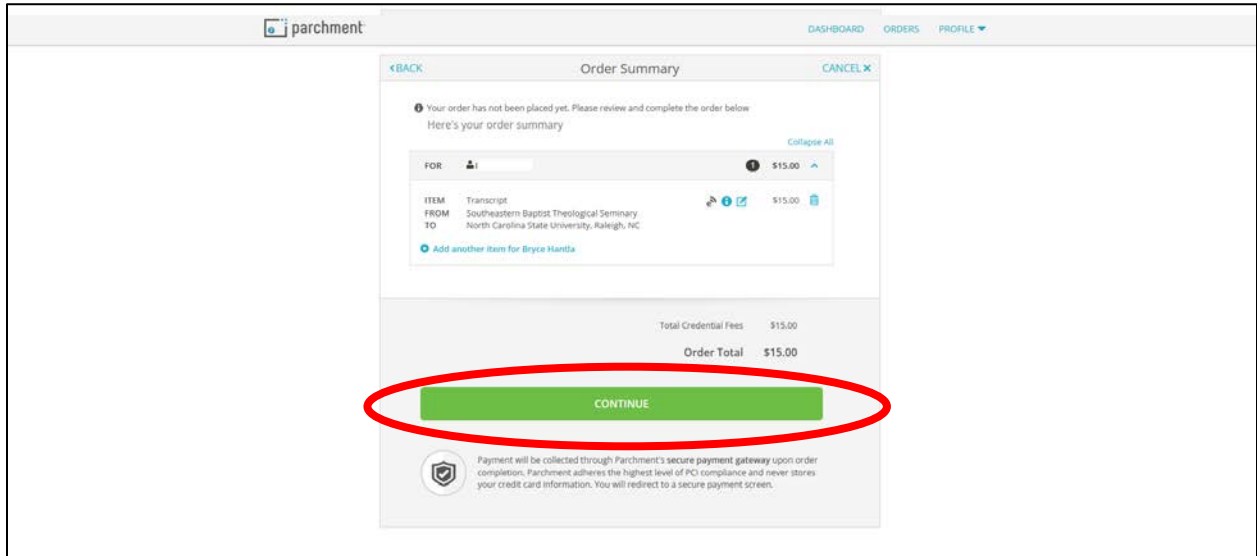 parchment
DASHBOARD ORDERS PROFILE
BACK Order Summary CANCEL
Your order has not been placed yet. Please review and complete the order below
Here's your order summary
Collapse All
FOR 1 $15.00
ITEM Transcript $15.00
FROM Southeastern Baptist Theological Seminary
TO North Carolina State University, Raleigh, NC
Add another item for Bryce Hantla
Total Credential Fees $15.00
Order Total $15.00
CONTINUE
Payment will be collected through Parchment's secure payment gateway upon order
completion. Parchment adheres the highest level of PCI compliance and never stores
your credit card information. You will redirect to a secure payment screen.